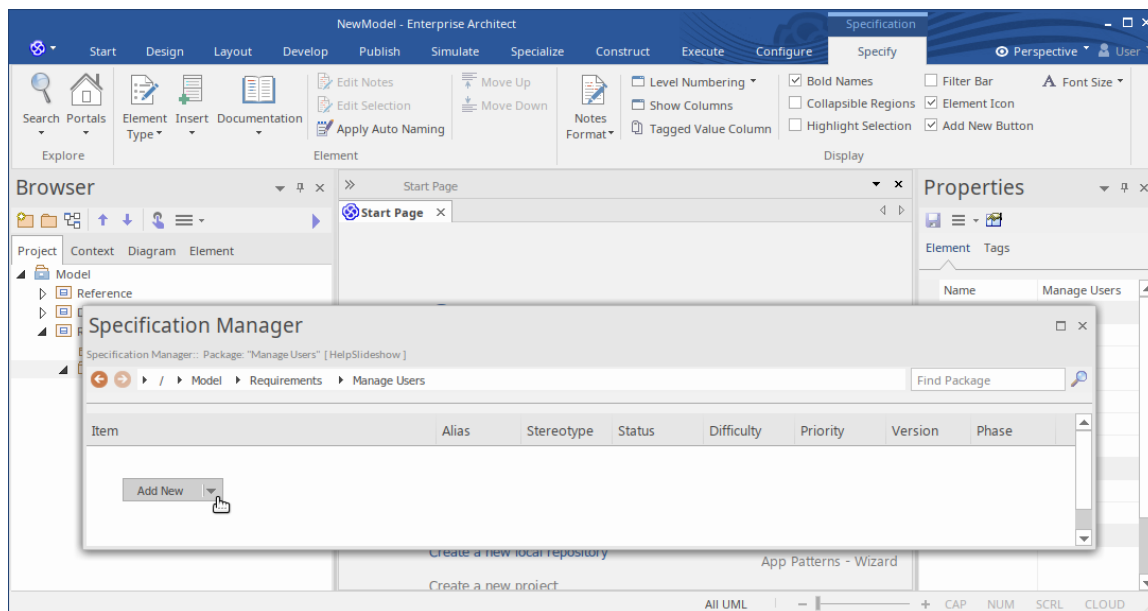 NewModel - Enterprise Architect
Specification
Start Design Layout Develop Publish Simulate Specialize Construct Execute Configure Specify Perspective User
Edit Notes Move Up Level Numbering Bold Names Filter Bar A Font Size
Edit Selection Move Down Show Columns Collapsible Regions Element Icon
Search Portals Element Insert Documentation Apply Auto Naming Notes Tagged Value Column Highlight Selection Add New Button
Type Format
Explore Element Display
Browser Start Page Properties
Start Page
Project Context Diagram Element Element Tags
Model
Reference Name Manage Users
Specification Manager
Specification Manager:: Package: "Manage Users" [ HelpSlideshow ]
/ Model Requirements Manage Users Find Package
Item Alias Stereotype Status Difficulty Priority Version Phase
Add New
Create a new local repository
App Patterns - Wizard
Create a new project
All UML CAP NUM SCRL CLOUD